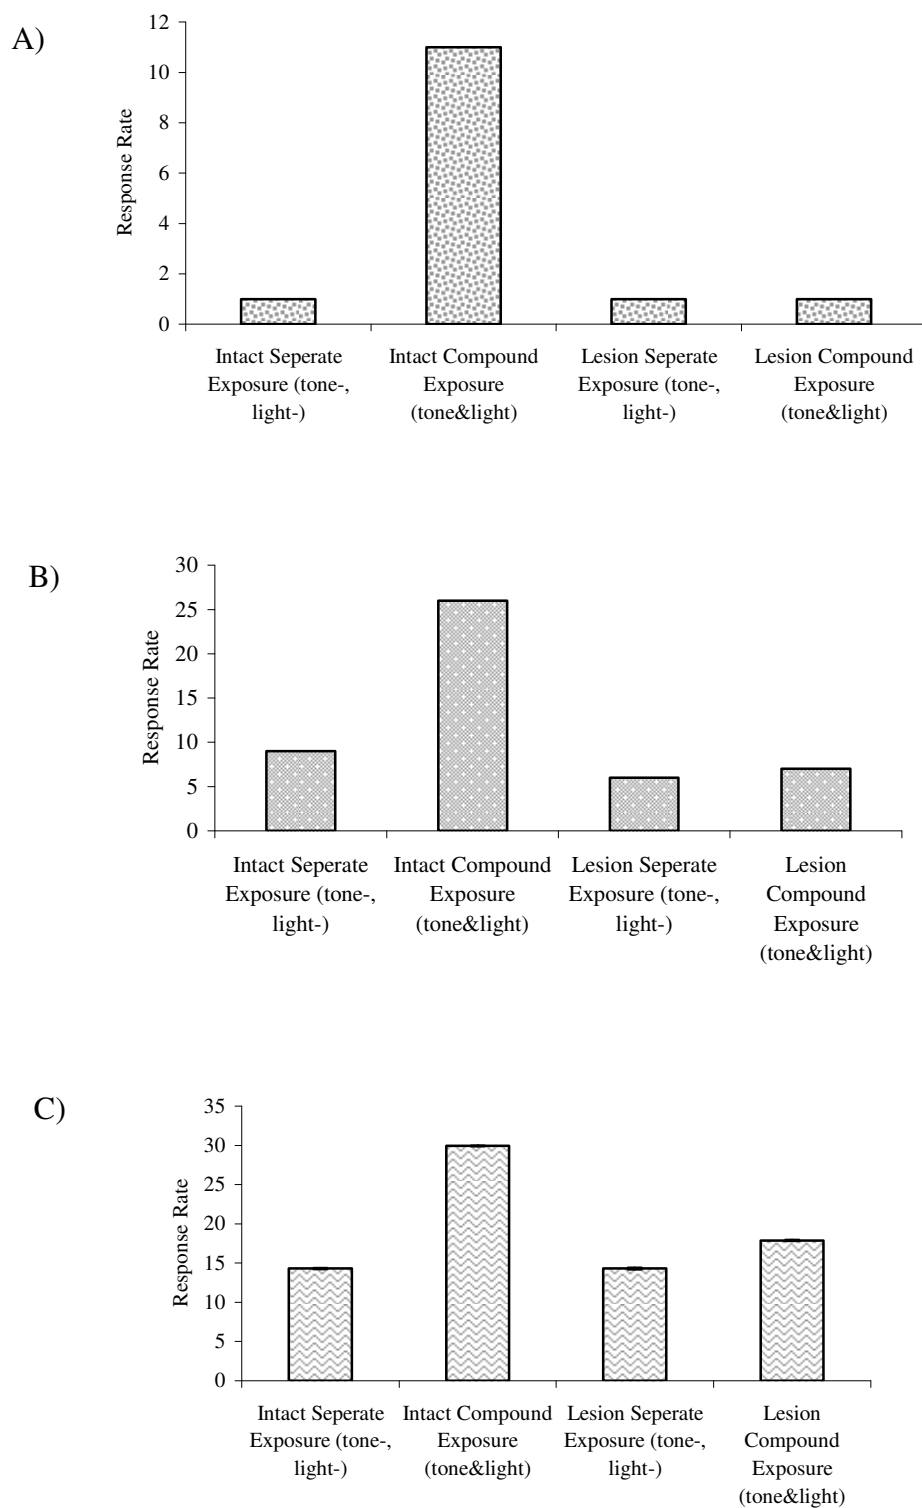 A)
12
10
8
6
4
2
0
Response Rate
Intact Seperate Exposure (tone-, light-)
Intact Compound Exposure (tone&light)
Lesion Seperate Exposure (tone-, light-)
Lesion Compound Exposure (tone&light)
B)
30
25
20
15
10
5
0
Response Rate
Intact Seperate Exposure (tone-, light-)
Intact Compound Exposure (tone&light)
Lesion Seperate Exposure (tone-, light-)
Lesion Compound Exposure (tone&light)
C)
35
30
25
20
15
10
5
0
Response Rate
Intact Seperate Exposure (tone-, light-)
Intact Compound Exposure (tone&light)
Lesion Seperate Exposure (tone-, light-)
Lesion Compound Exposure (tone&light)